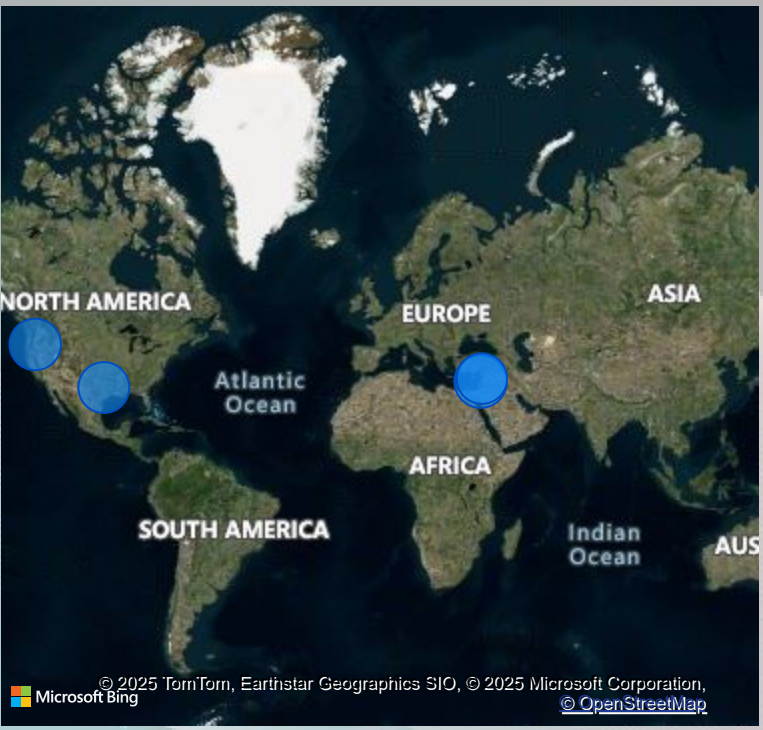 NORTH AMERICA
EUROPE
ASIA
Atlantic
Ocean
AFRICA
SOUTH AMERICA
Indian
Ocean
AUS
© 2025 TomTom, Earthstar Geographics SIO, © 2025 Microsoft Corporation,
Microsoft Bing
© OpenStreetMap